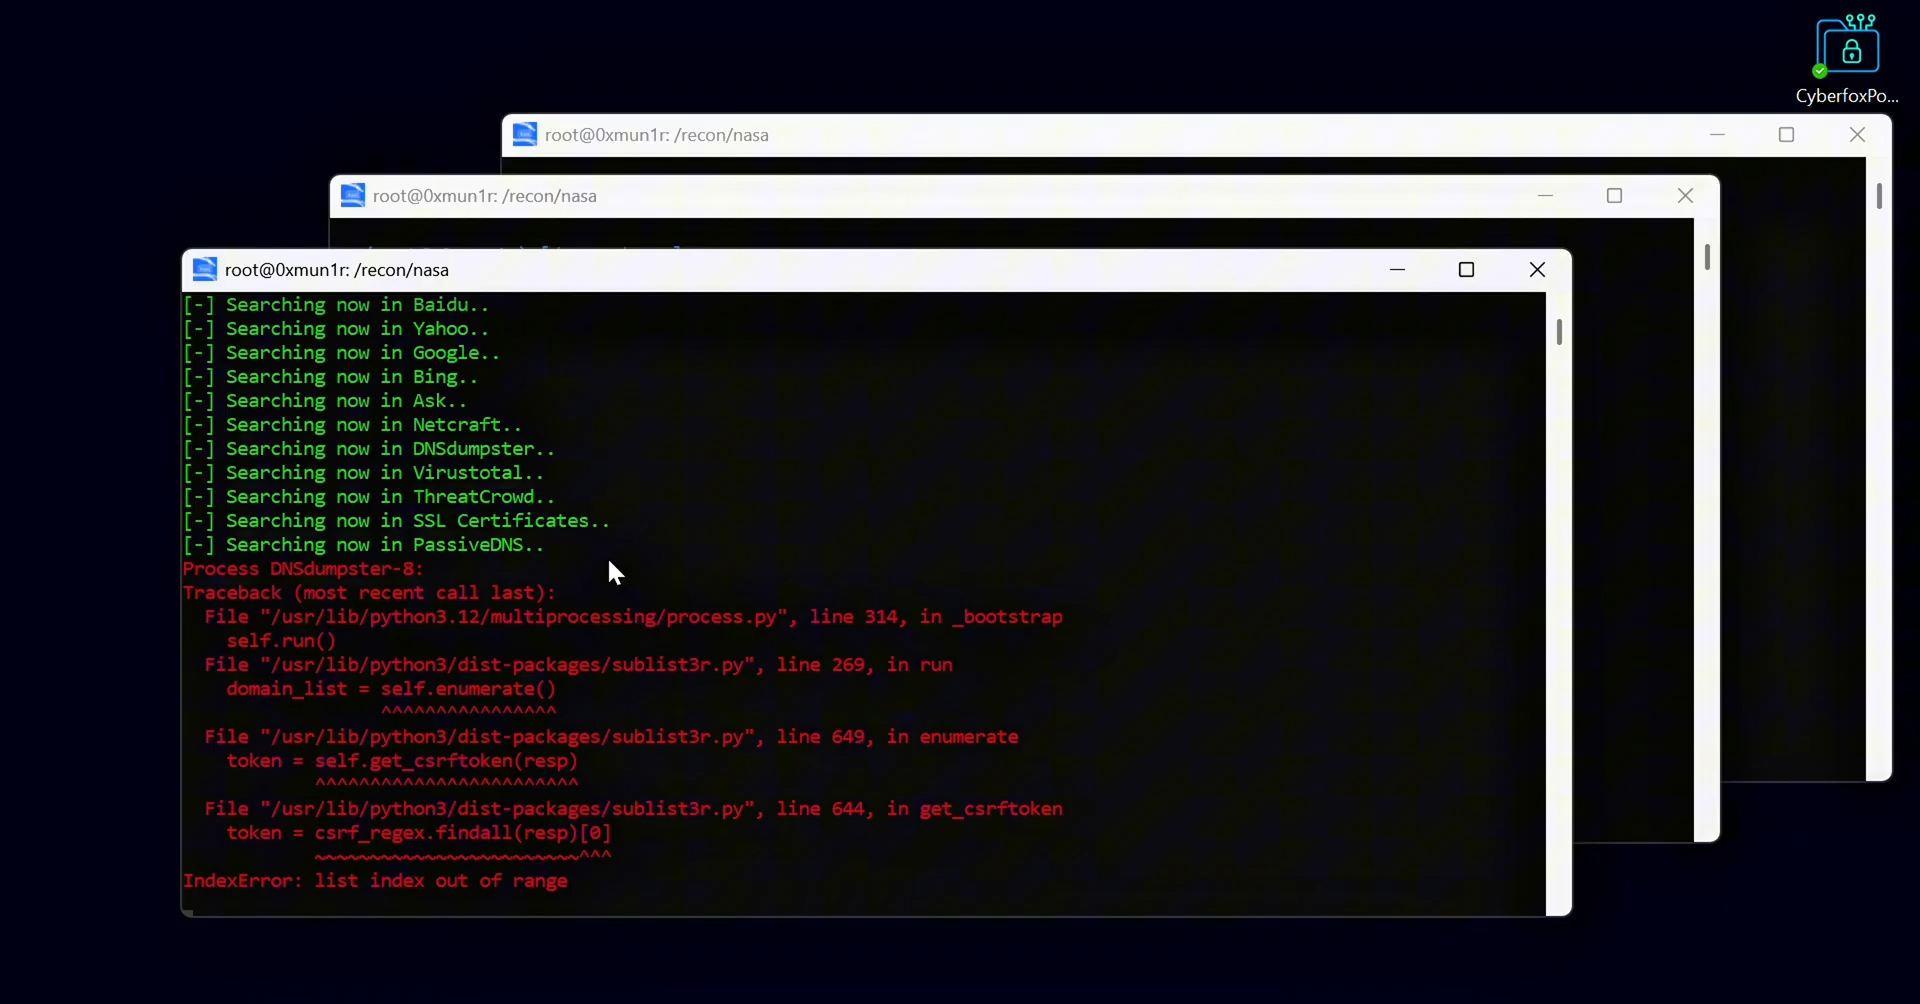 CyberfoxPo...
root@0xmun1r: /recon/nasa
root@0xmun1r: /recon/nasa
root@0xmun1r: /recon/nasa
[-] Searching now in Baidu..
[-] Searching now in Yahoo..
[-] Searching now in Google..
[-] Searching now in Bing..
[-] Searching now in Ask..
[-] Searching now in Netcraft..
[-] Searching now in DNSdumpster..
[-] Searching now in Virustotal..
[-] Searching now in ThreatCrowd..
[-] Searching now in SSL Certificates..
[-] Searching now in PassiveDNS..
Process DNSdumpster-8:
Traceback (most recent call last):
  File "/usr/lib/python3.12/multiprocessing/process.py", line 314, in _bootstrap
    self.run()
  File "/usr/lib/python3/dist-packages/sublist3r.py", line 269, in run
    domain_list = self.enumerate()
                  ^^^^^^^^^^^^^^^^
  File "/usr/lib/python3/dist-packages/sublist3r.py", line 649, in enumerate
    token = self.get_csrftoken(resp)
            ^^^^^^^^^^^^^^^^^^^^^^^^
  File "/usr/lib/python3/dist-packages/sublist3r.py", line 644, in get_csrftoken
    token = csrf_regex.findall(resp)[0]
            ~~~~~~~~~~~~~~~~~~~~~~~~^^^
IndexError: list index out of range